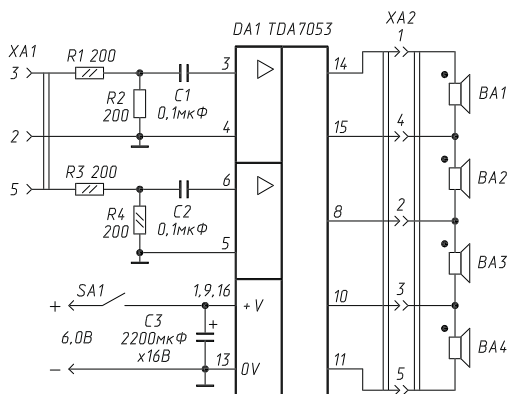 DA1 TDA7053
XA1
XA2
R1 200
1
3
3
14
R2
200
C1
0,1мкФ
BA1
2
4
15
4
R3 200
BA2
5
6
R4
200
C2
0,1мкФ
8
2
5
BA3
SA1
1,9,16
+
+V
10
3
6,0В
C3
2200мкФ
х16В
+
BA4
–
13
0V
11
5